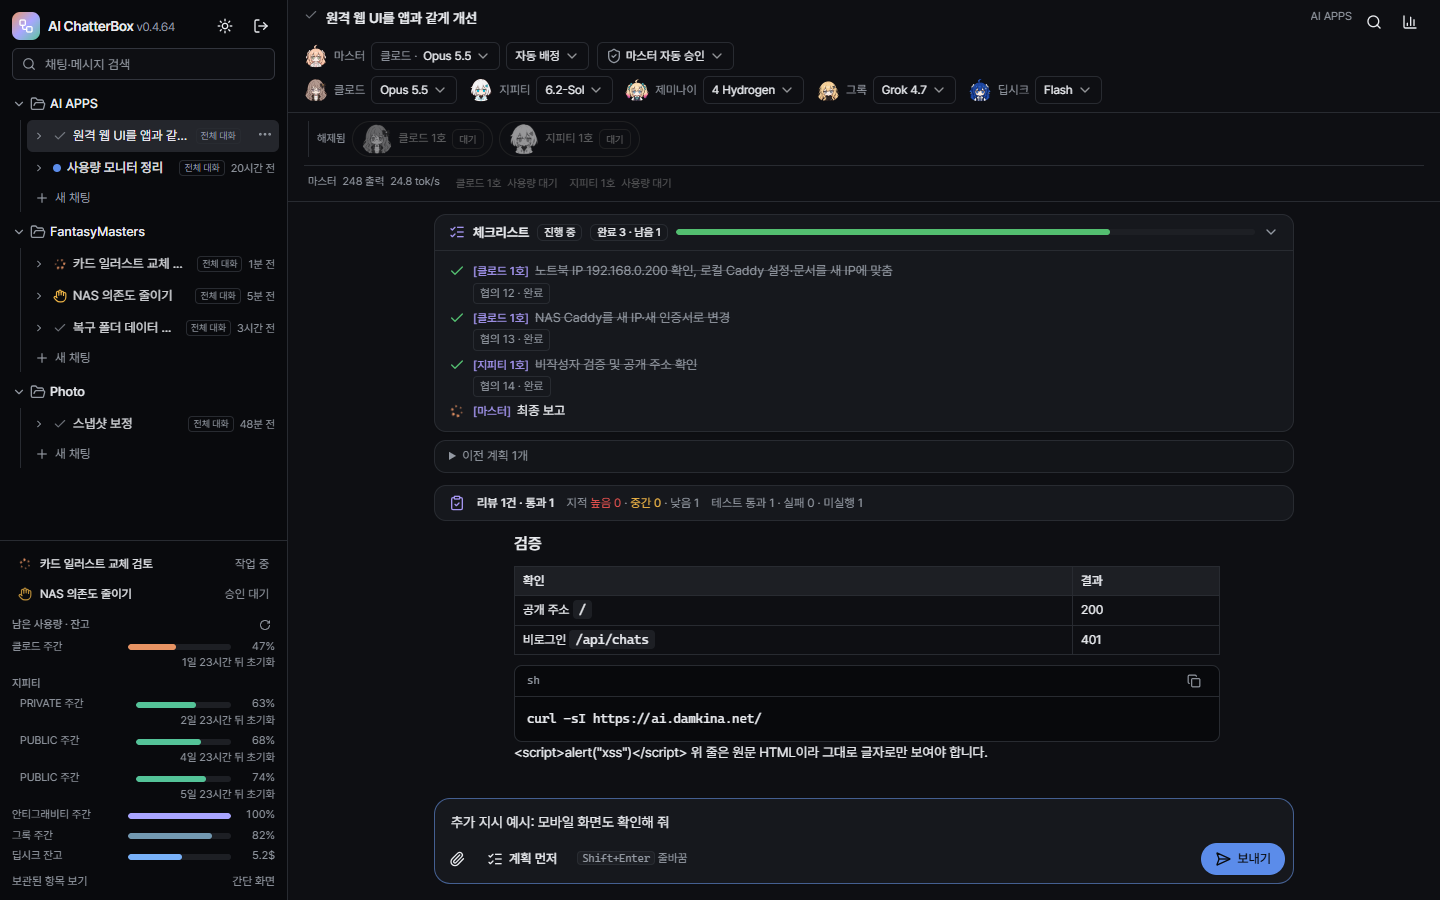 AI ChatterBox v0.4.64
채팅·메시지 검색
AI APPS
원격 웹 UI를 앱과 같... 전체 대화 ···
사용량 모니터 정리 전체 대화 20시간 전
+ 새 채팅
FantasyMasters
카드 일러스트 교체 ... 전체 대화 1분 전
NAS 의존도 줄이기 전체 대화 5분 전
복구 폴더 데이터 ... 전체 대화 3시간 전
+ 새 채팅
Photo
스냅샷 보정 전체 대화 48분 전
+ 새 채팅
카드 일러스트 교체 검토 작업 중
NAS 의존도 줄이기 승인 대기
남은 사용량 · 잔고
클로드 주간 47%
1일 23시간 뒤 초기화
지피티
PRIVATE 주간 63%
2일 23시간 뒤 초기화
PUBLIC 주간 68%
4일 23시간 뒤 초기화
PUBLIC 주간 74%
5일 23시간 뒤 초기화
안티그래비티 주간 100%
그록 주간 82%
딥시크 잔고 5.2$
보관된 항목 보기 간단 화면
원격 웹 UI를 앱과 같게 개선 AI APPS
마스터 클로드 · Opus 5.5 자동 배정 마스터 자동 승인
클로드 Opus 5.5 지피티 6.2-Sol 제미나이 4 Hydrogen 그록 Grok 4.7 딥시크 Flash
해제됨 클로드 1호 대기 지피티 1호 대기
마스터 248 출력 24.8 tok/s 클로드 1호 사용량 대기 지피티 1호 사용량 대기
체크리스트 진행 중 완료 3 · 남음 1
[클로드 1호] 노트북 IP 192.168.0.200 확인, 로컬 Caddy 설정·문서를 새 IP에 맞춤
협의 12 · 완료
[클로드 1호] NAS Caddy를 새 IP·새 인증서로 변경
협의 13 · 완료
[지피티 1호] 비작성자 검증 및 공개 주소 확인
협의 14 · 완료
[마스터] 최종 보고
이전 계획 1개
리뷰 1건 · 통과 1 지적 높음 0 · 중간 0 · 낮음 1 테스트 통과 1 · 실패 0 · 미실행 1
검증
확인 결과
공개 주소 / 200
비로그인 /api/chats 401
sh
curl -sI https://ai.damkina.net/
<script>alert("xss")</script> 위 줄은 원문 HTML이라 그대로 글자로만 보여야 합니다.
추가 지시 예시: 모바일 화면도 확인해 줘
계획 먼저 Shift+Enter 줄바꿈 보내기